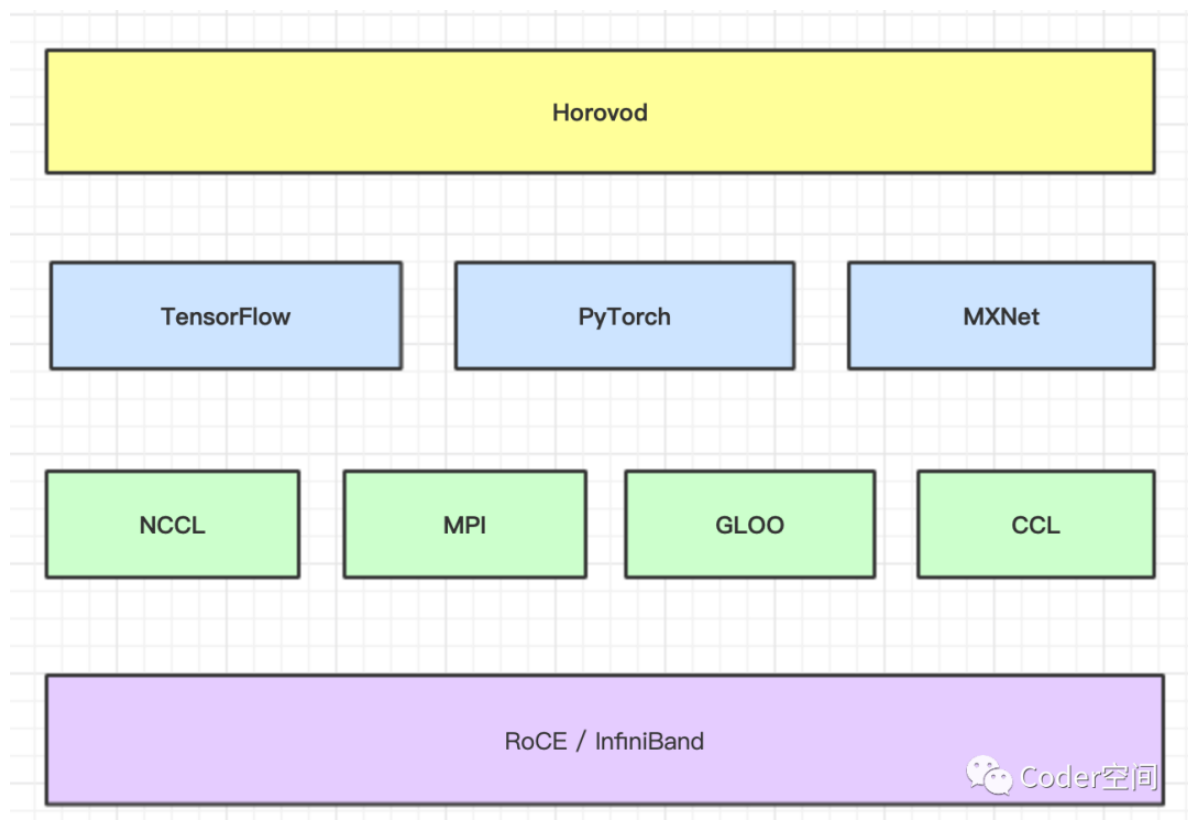 Horovod
TensorFlow
PyTorch
MXNet
NCCL
MPI
GLOO
CCL
RoCE / InfiniBand
Coder空间